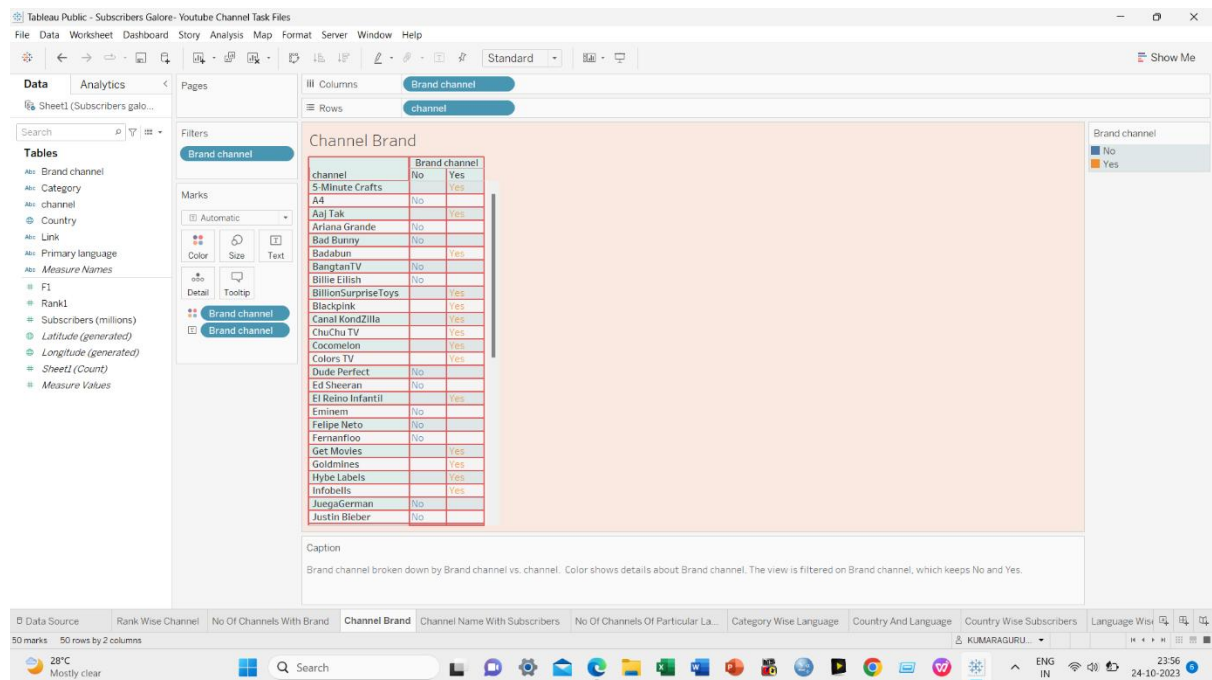 Tableau Public - Subscribers Galore- Youtube Channel Task Files
File Data Worksheet Dashboard Story Analysis Map Format Server Window Help
Standard
Show Me
Data Analytics
Sheet1 (Subscribers galo...
Search
Tables
Abc Brand channel
Abc Category
Abc channel
Country
Abc Link
Abc Primary language
Abc Measure Names
# F1
# Rank1
# Subscribers (millions)
Latitude (generated)
Longitude (generated)
# Sheet1 (Count)
# Measure Values
Pages
Filters
Brand channel
Marks
Automatic
Color Size Text
Detail Tooltip
Brand channel
Brand channel
Columns Brand channel
Rows channel
Channel Brand
Brand channel
channel No Yes
5-Minute Crafts Yes
A4 No
Aaj Tak Yes
Ariana Grande No
Bad Bunny No
Badabun Yes
BangtanTV No
Billie Eilish No
BillionSurpriseToys Yes
Blackpink Yes
Canal KondZilla Yes
ChuChu TV Yes
Cocomelon Yes
Colors TV Yes
Dude Perfect No
Ed Sheeran No
El Reino Infantil Yes
Eminem No
Felipe Neto No
Fernanfloo No
Get Movies Yes
Goldmines Yes
Hybe Labels Yes
Infobells Yes
JuegaGerman No
Justin Bieber No
Brand channel
No
Yes
Caption
Brand channel broken down by Brand channel vs. channel. Color shows details about Brand channel. The view is filtered on Brand channel, which keeps No and Yes.
Data Source Rank Wise Channel No Of Channels With Brand Channel Brand Channel Name With Subscribers No Of Channels Of Particular La... Category Wise Language Country And Language Country Wise Subscribers Language Wis
50 marks 50 rows by 2 columns KUMARAGURU...
28°C
Mostly clear
Search
ENG
IN
23:56
24-10-2023
6